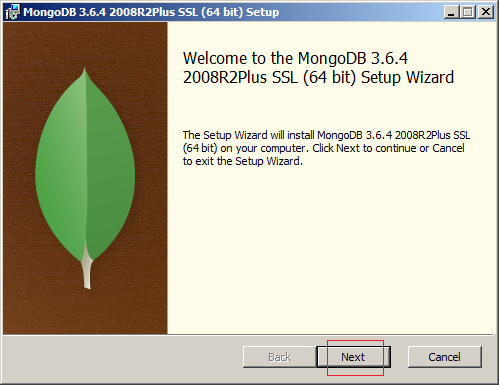 MongoDB 3.6.4 2008R2Plus SSL (64 bit) Setup
Welcome to the MongoDB 3.6.4
2008R2Plus SSL (64 bit) Setup Wizard
The Setup Wizard will install MongoDB 3.6.4 2008R2Plus SSL
(64 bit) on your computer. Click Next to continue or Cancel
to exit the Setup Wizard.
Back Next Cancel